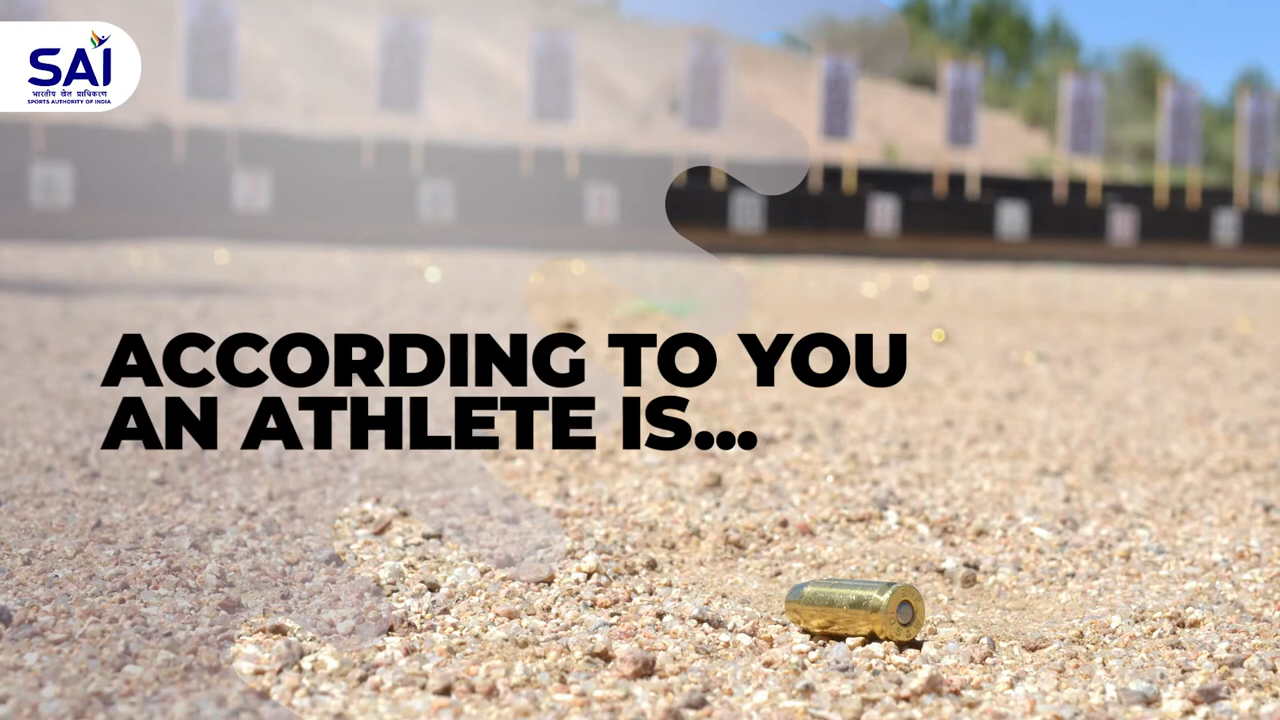 SAI
भारतीय खेल प्राधिकरण
SPORTS AUTHORITY OF INDIA
ACCORDING TO YOU
AN ATHLETE IS...